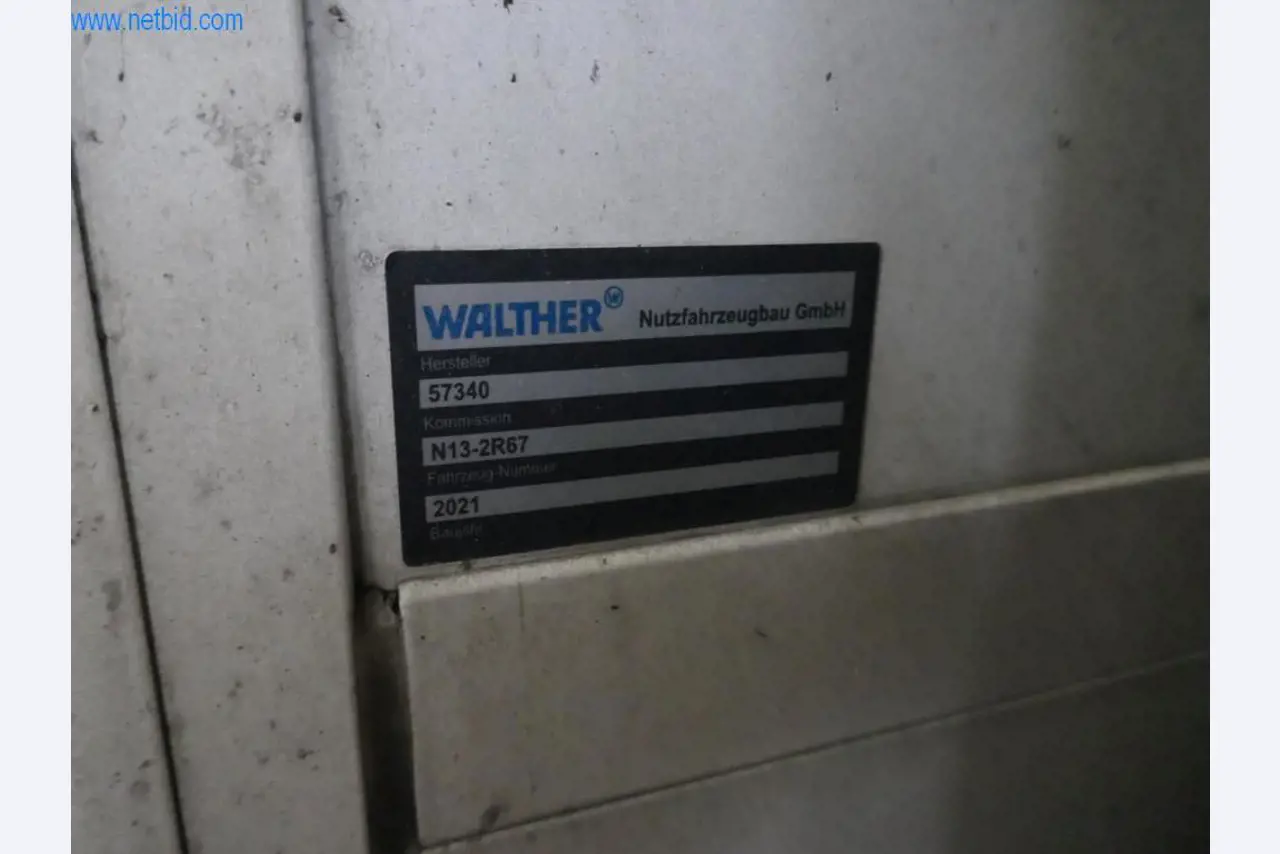 www.netbid.com
WALTHER W Nutzfahrzeugbau GmbH
Hersteller
57340
Kommission
N13-2R67
Fahrzeug-Nummer
2021
Baujahr